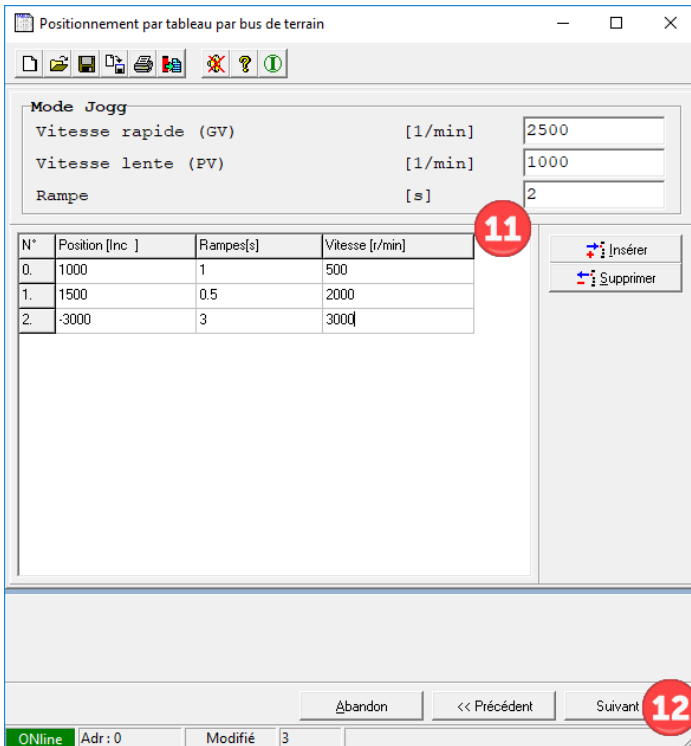 Positionnement par tableau par bus de terrain
Mode Jogg
Vitesse rapide (GV) [1/min] 2500
Vitesse lente (PV) [1/min] 1000
Rampe [s] 2
11
N° Position [Inc ] Rampes[s] Vitesse [r/min]
0. 1000 1 500
1. 1500 0.5 2000
2. -3000 3 3000
Insérer
Supprimer
Abandon << Précédent Suivant 12
ONline Adr : 0 Modifié 3